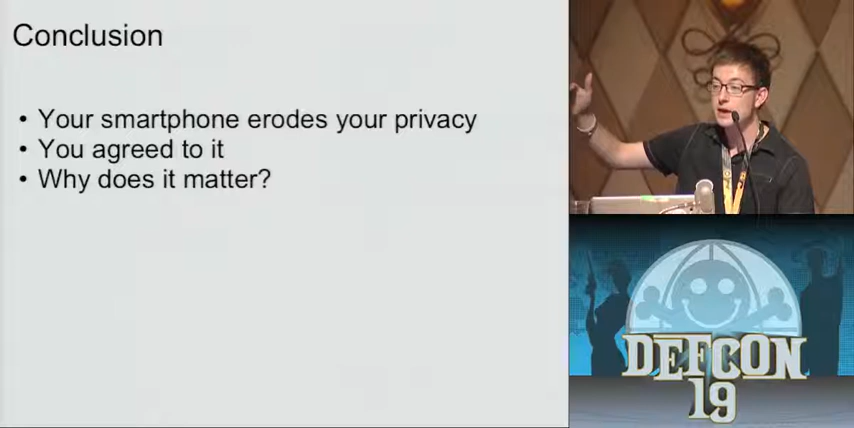 Conclusion
• Your smartphone erodes your privacy
• You agreed to it
• Why does it matter?
DEFCON
19